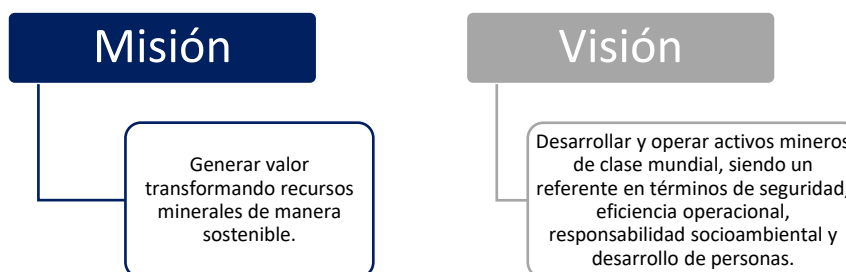 Misión
Generar valor
transformando recursos
minerales de manera
sostenible.
Visión
Desarrollar y operar activos mineros
de clase mundial, siendo un
referente en términos de seguridad,
eficiencia operacional,
responsabilidad socioambiental y
desarrollo de personas.